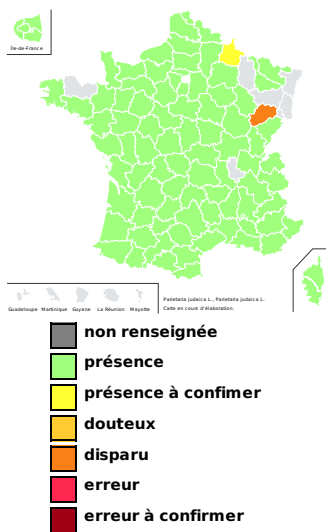 Île-de-France
Guadeloupe Martinique Guyane La Réunion Mayotte
Parietaria judaica L., Parietaria judaica L.
Carte en cours d'élaboration.
non renseignée
présence
présence à confimer
douteux
disparu
erreur
erreur à confirmer